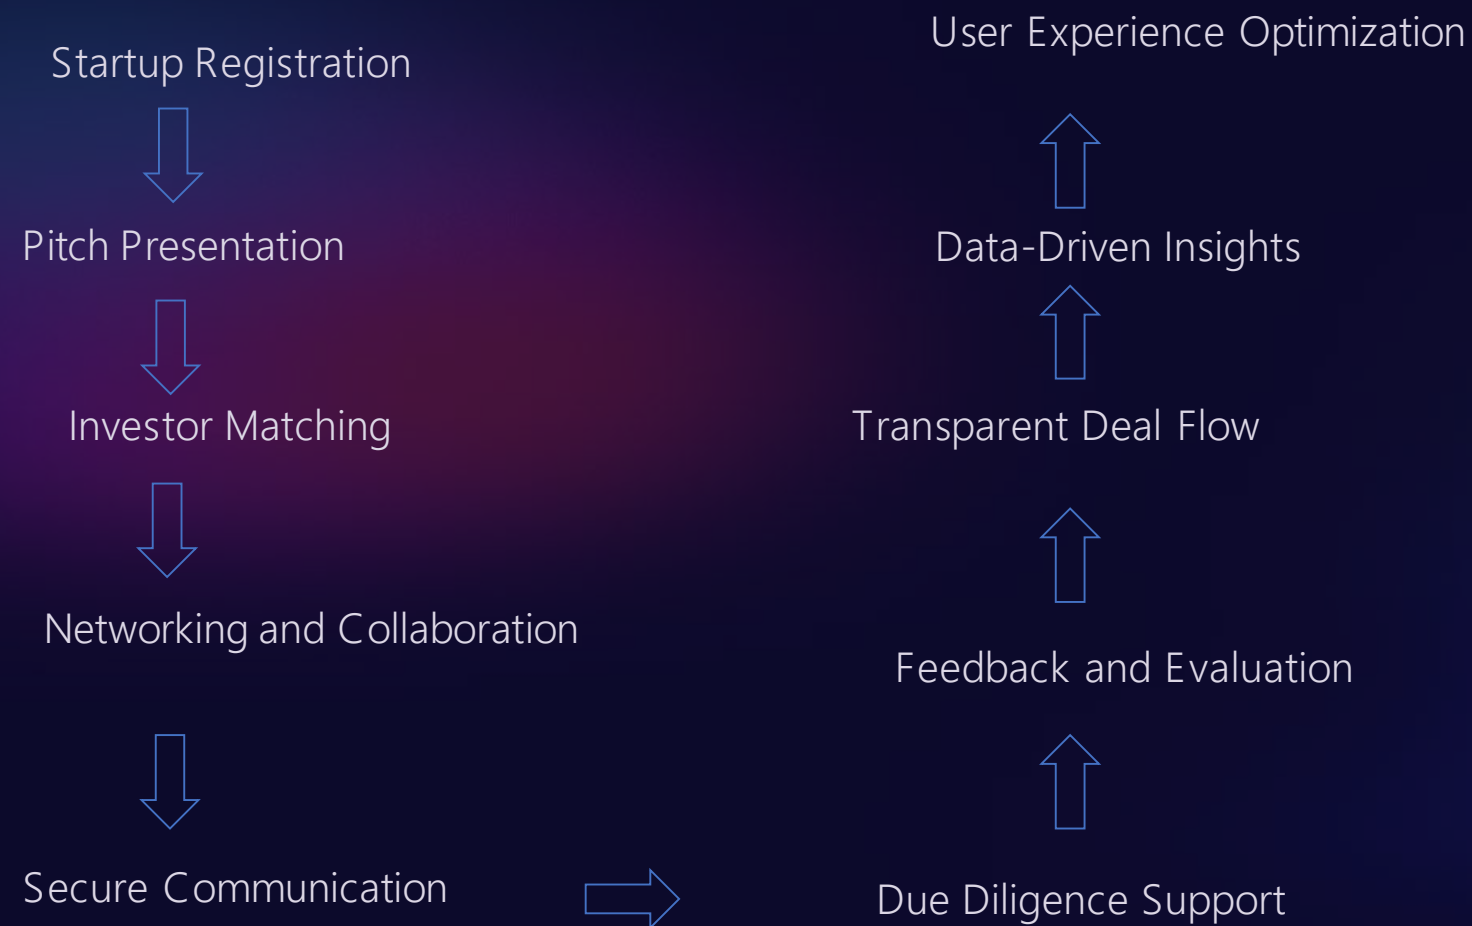 Startup Registration
Pitch Presentation
Investor Matching
Networking and Collaboration
Secure Communication
Due Diligence Support
Feedback and Evaluation
Transparent Deal Flow
Data-Driven Insights
User Experience Optimization